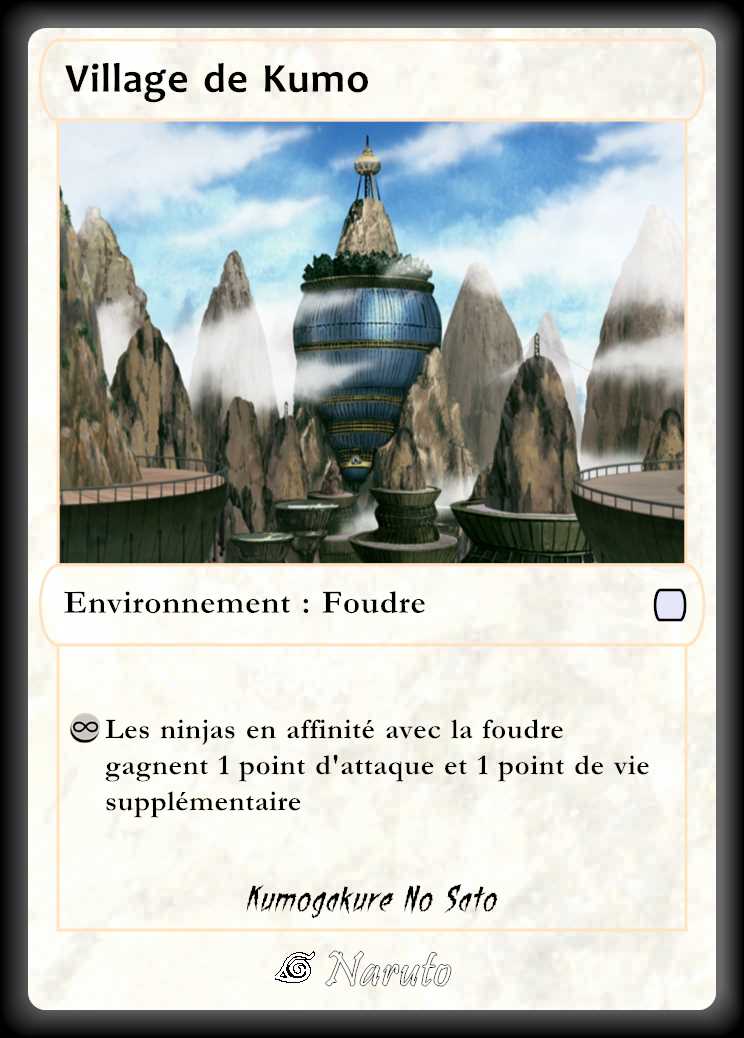 Village de Kumo
Environnement : Foudre
∞ Les ninjas en affinité avec la foudre
gagnent 1 point d'attaque et 1 point de vie
supplémentaire
Kumogakure No Sato
Naruto